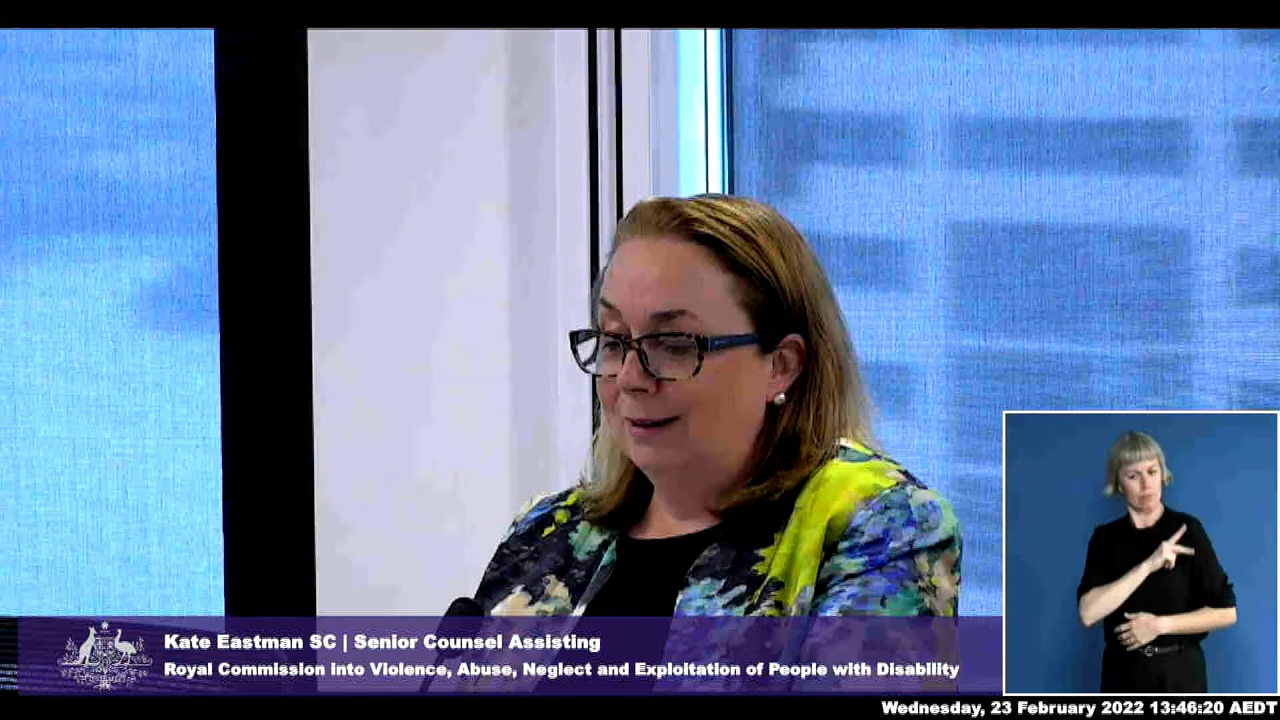 Kate Eastman SC | Senior Counsel Assisting
Royal Commission into Violence, Abuse, Neglect and Exploitation of People with Disability
Wednesday, 23 February 2022 13:46:20 AEDT